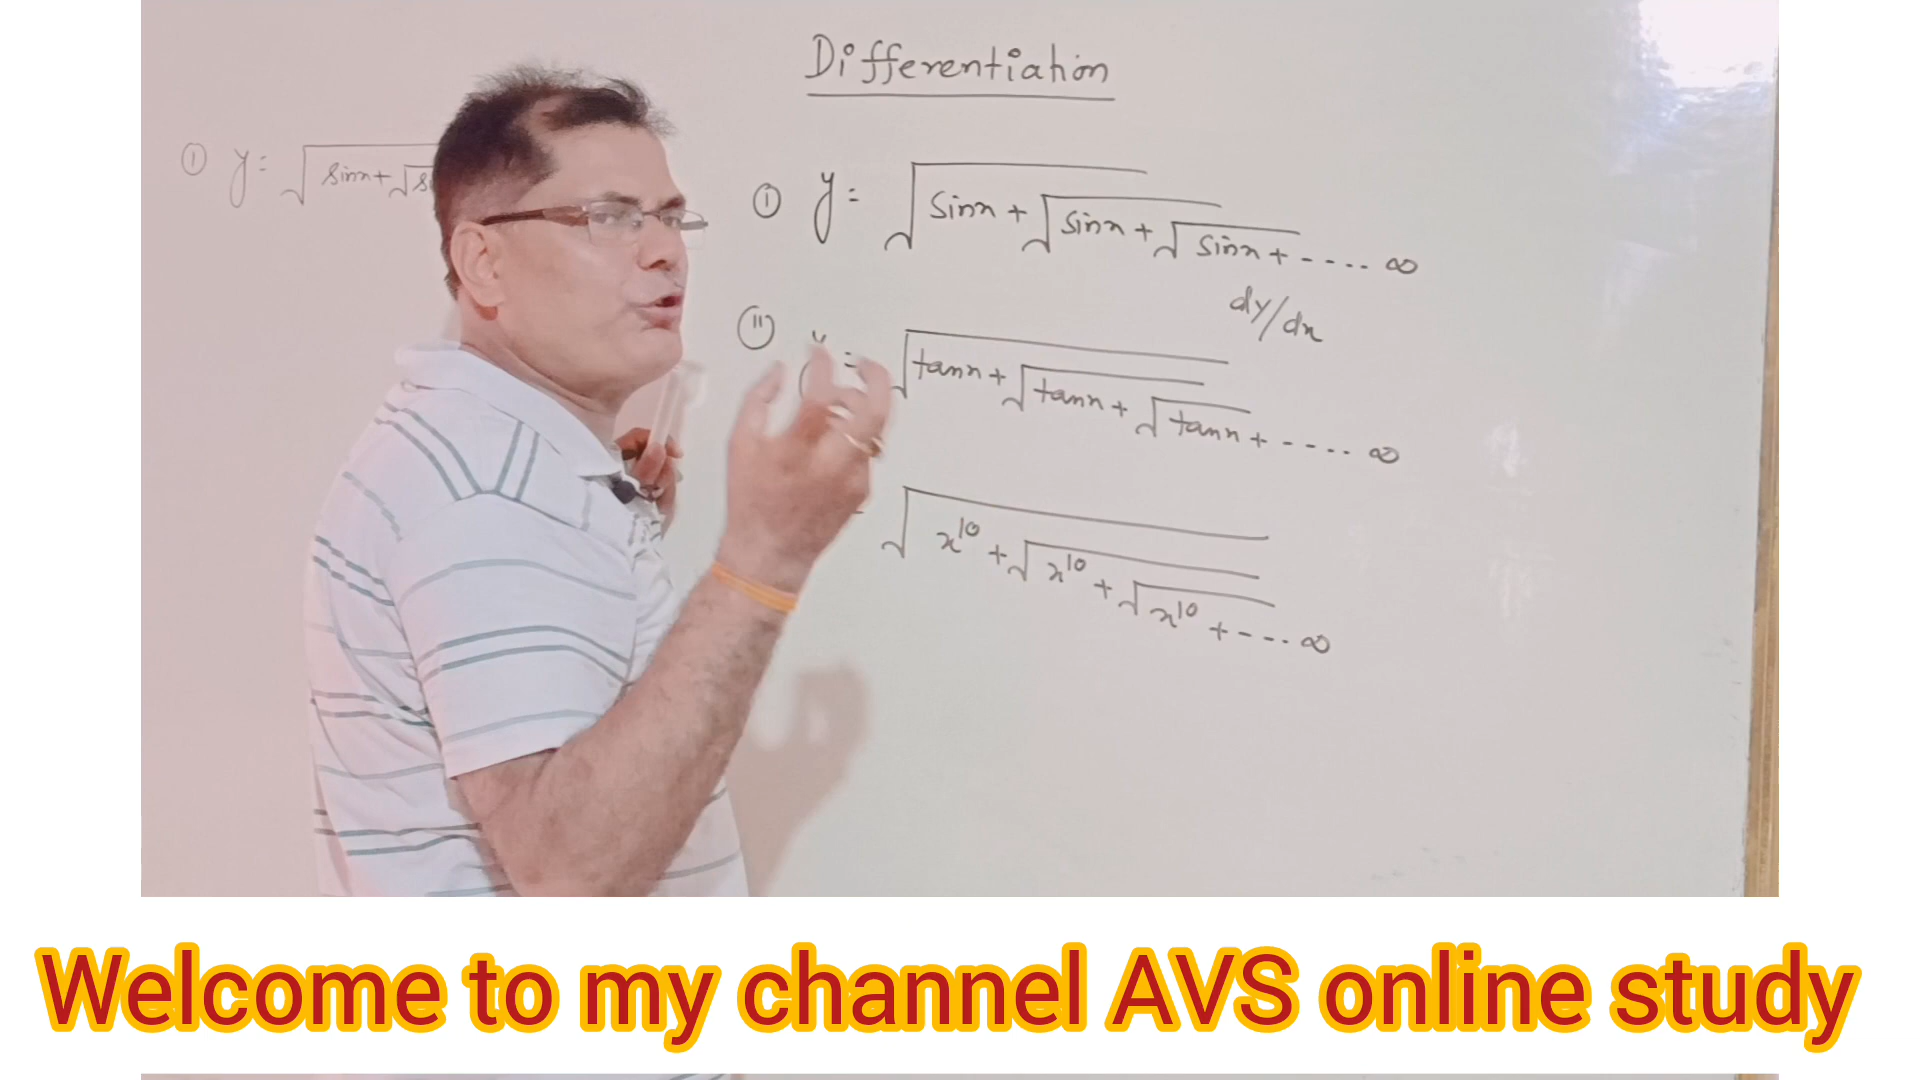 Differentiation
① y = √sinx + √s
① y = √sinx + √sinx + √sinx + ---- ∞
dy/dx
② y = √tanx + √tanx + √tanx + ---- ∞
√x¹⁰ + √x¹⁰ + √x¹⁰ + ---- ∞
Welcome to my channel AVS online study